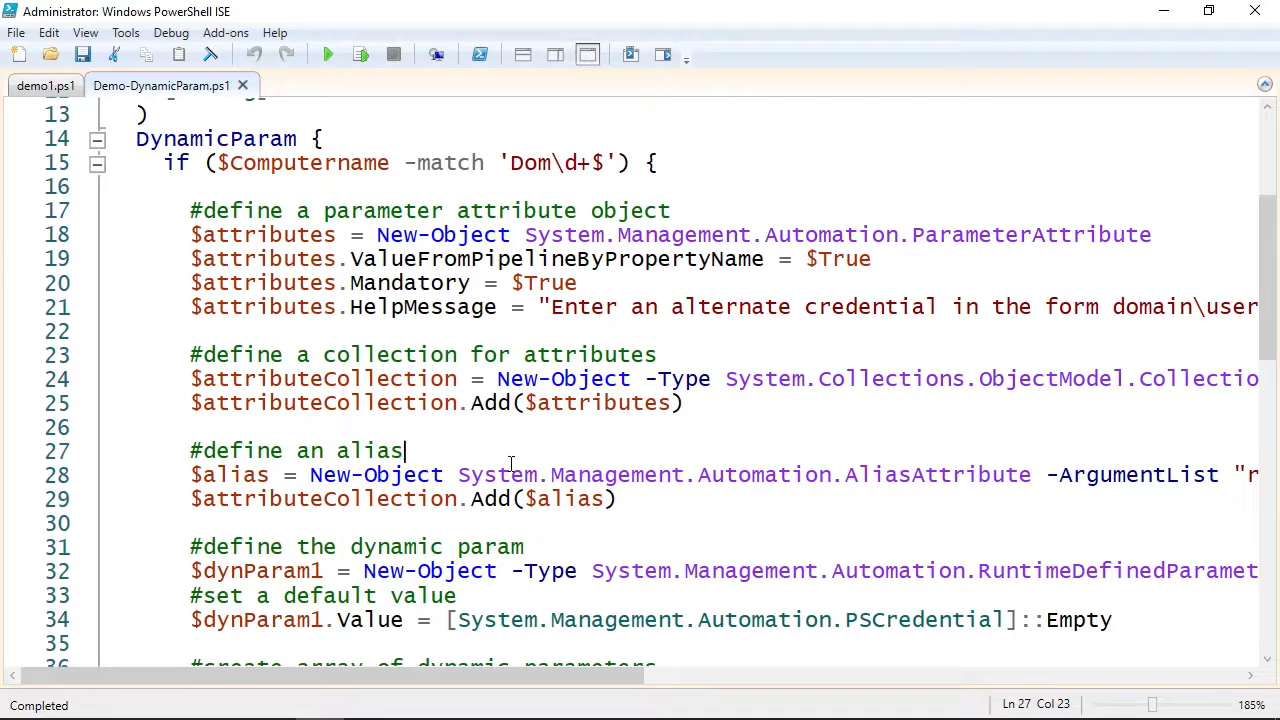 Administrator: Windows PowerShell ISE
File Edit View Tools Debug Add-ons Help
demo1.ps1 Demo-DynamicParam.ps1
13 )
14 DynamicParam {
15 if ($Computername -match 'Dom\d+$') {
16
17 #define a parameter attribute object
18 $attributes = New-Object System.Management.Automation.ParameterAttribute
19 $attributes.ValueFromPipelineByPropertyName = $True
20 $attributes.Mandatory = $True
21 $attributes.HelpMessage = "Enter an alternate credential in the form domain\user
22
23 #define a collection for attributes
24 $attributeCollection = New-Object -Type System.Collections.ObjectModel.Collectio
25 $attributeCollection.Add($attributes)
26
27 #define an alias
28 $alias = New-Object System.Management.Automation.AliasAttribute -ArgumentList "r
29 $attributeCollection.Add($alias)
30
31 #define the dynamic param
32 $dynParam1 = New-Object -Type System.Management.Automation.RuntimeDefinedParamet
33 #set a default value
34 $dynParam1.Value = [System.Management.Automation.PSCredential]::Empty
35
36 #create array of dynamic parameters
Completed Ln 27 Col 23 185%